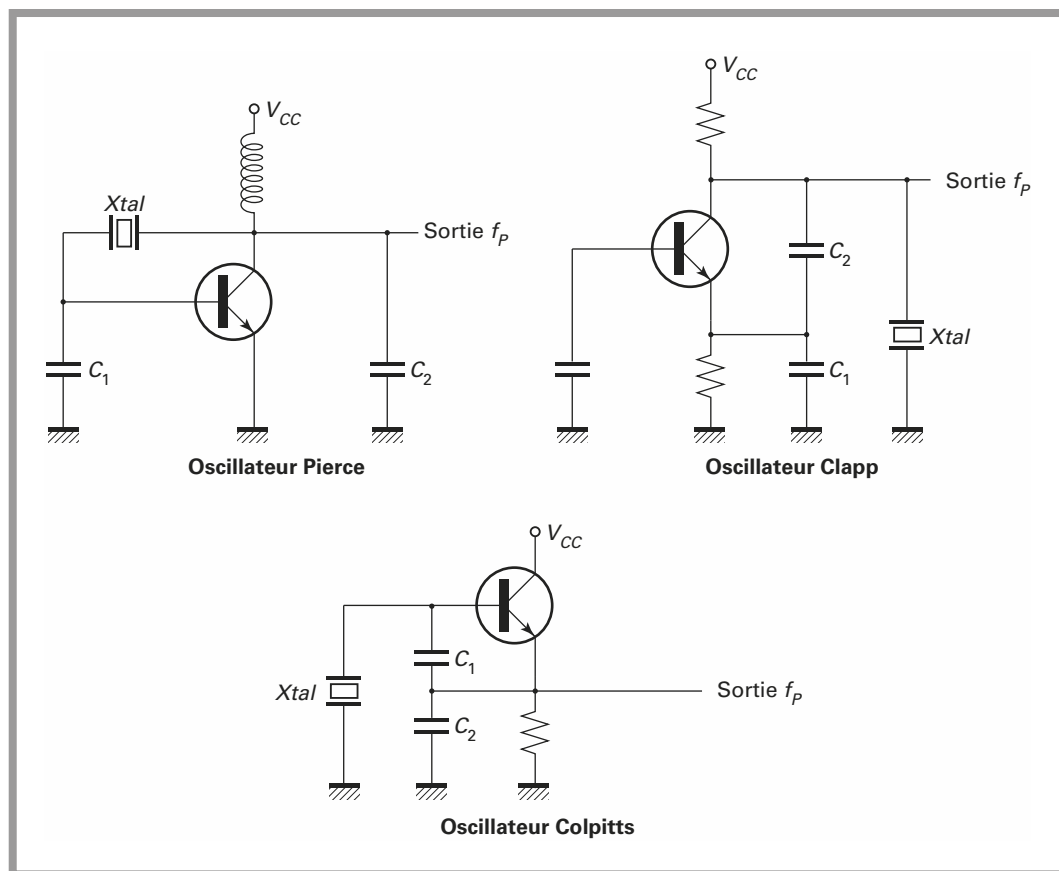 V_CC
Xtal
Sortie f_P
C_1
C_2
Oscillateur Pierce
V_CC
Sortie f_P
C_2
Xtal
C_1
Oscillateur Clapp
V_CC
C_1
Xtal
Sortie f_P
C_2
Oscillateur Colpitts